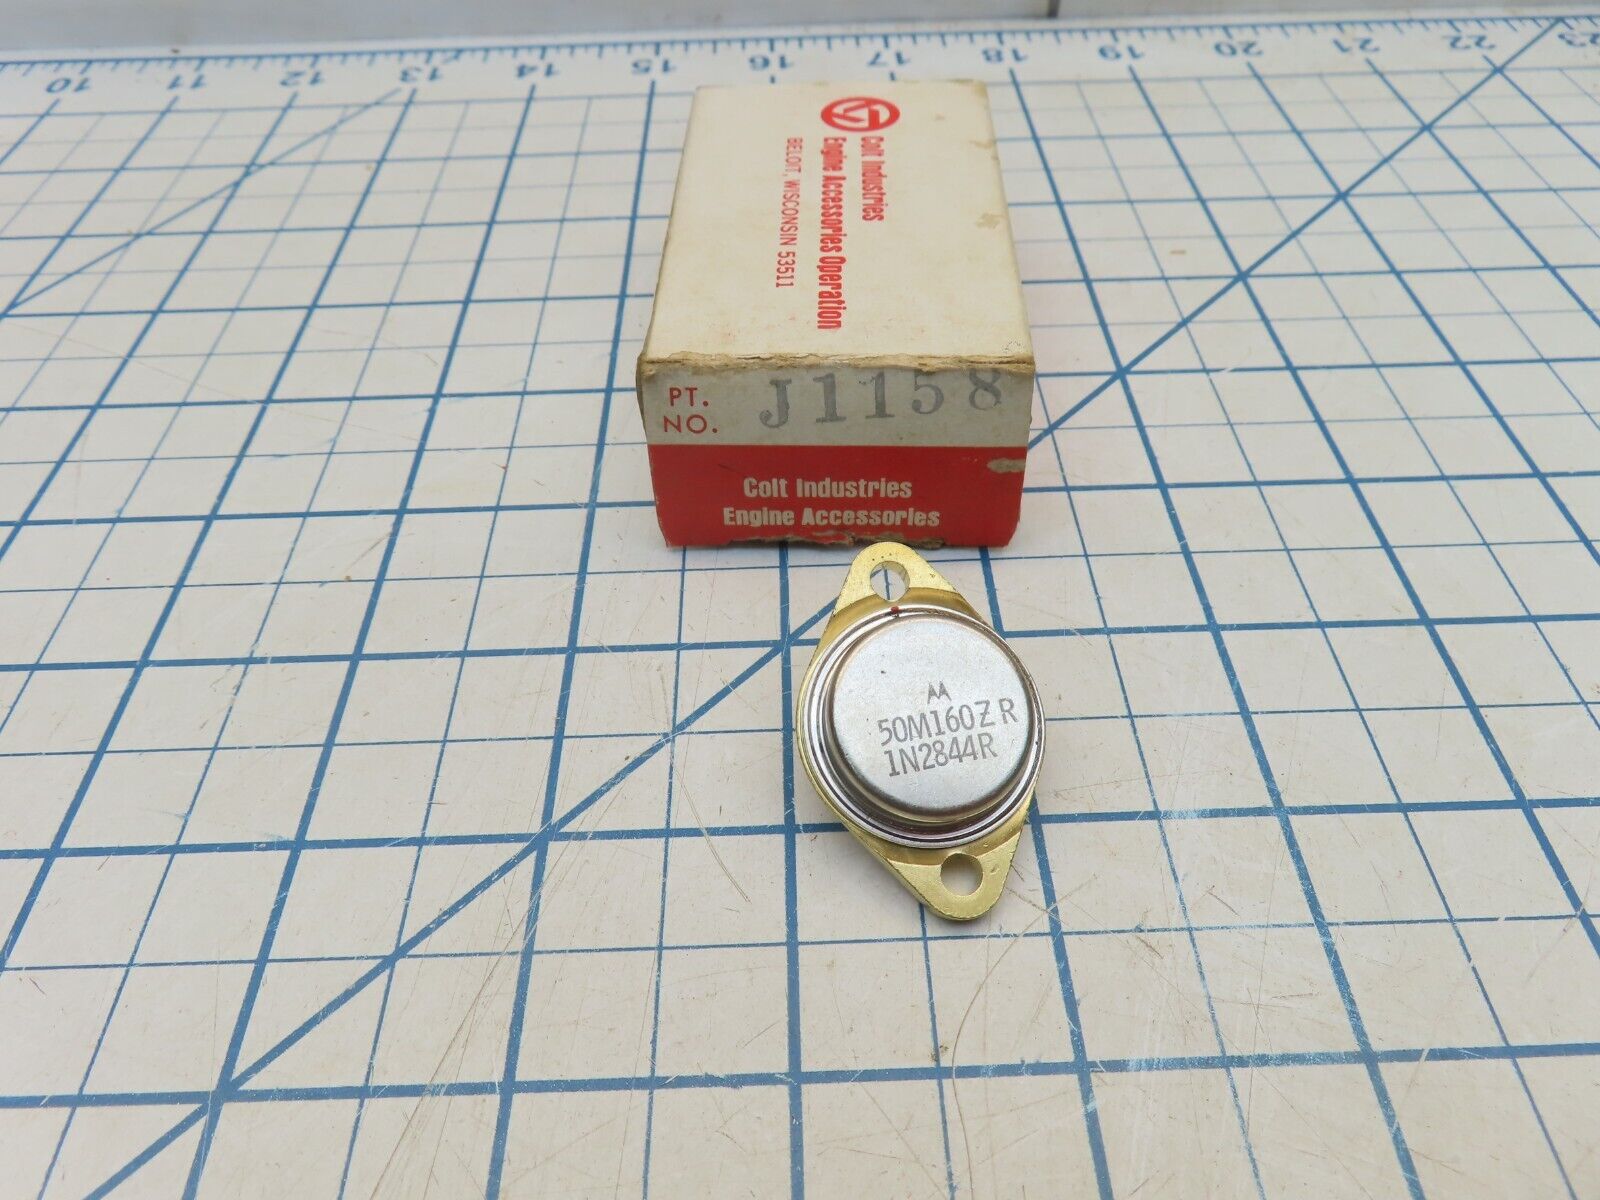 10 11 12 13 14 15 16 17 18 19 20 21 22 23
Colt Industries
Engine Accessories Operation
BELOIT, WISCONSIN 53511
PT.
NO. J1158
Colt Industries
Engine Accessories
50M160Z R
1N2844R